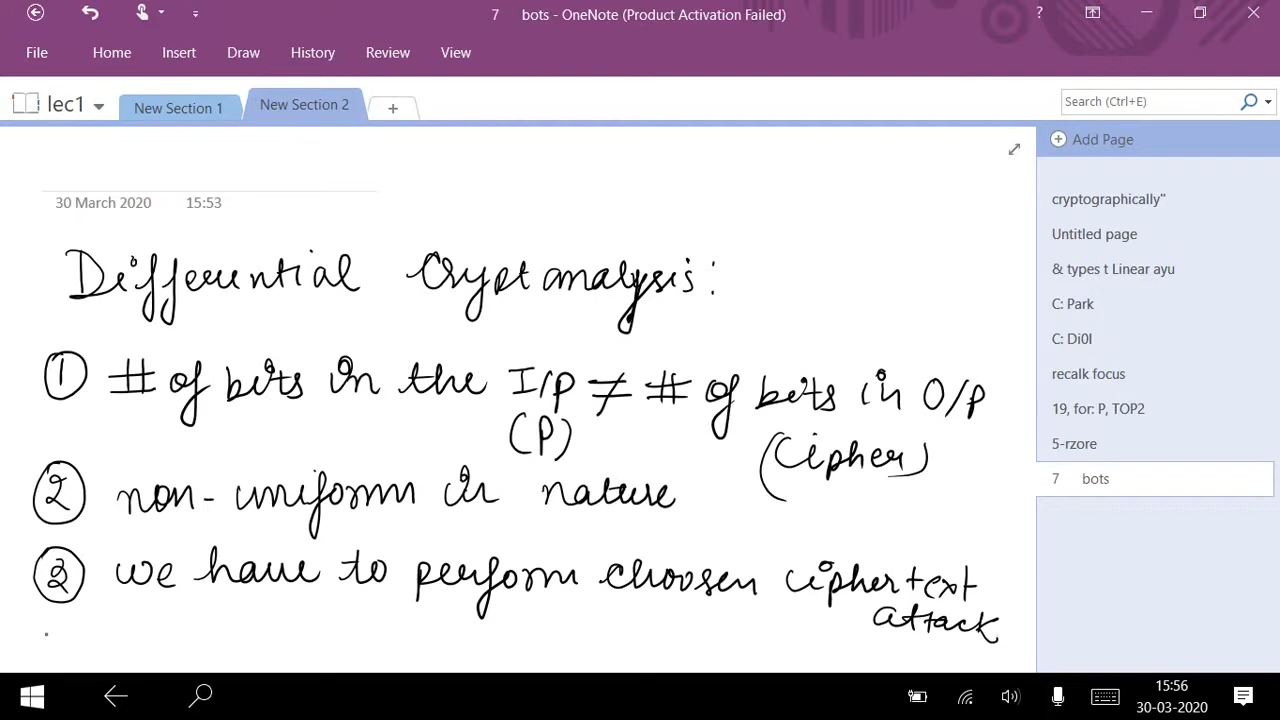 7 bots - OneNote (Product Activation Failed)
?
File Home Insert Draw History Review View
lec1 New Section 1 New Section 2 +
Search (Ctrl+E)
Add Page
30 March 2020 15:53
Differential Cryptanalysis:
① # of bits in the I/P ≠ # of bits in O/P
(P) (Cipher)
② non-uniform in nature
③ we have to perform choosen ciphertext
attack
cryptographically"
Untitled page
& types t Linear ayu
C: Park
C: Di0I
recalk focus
19, for: P, TOP2
5-rzore
7 bots
15:56
30-03-2020